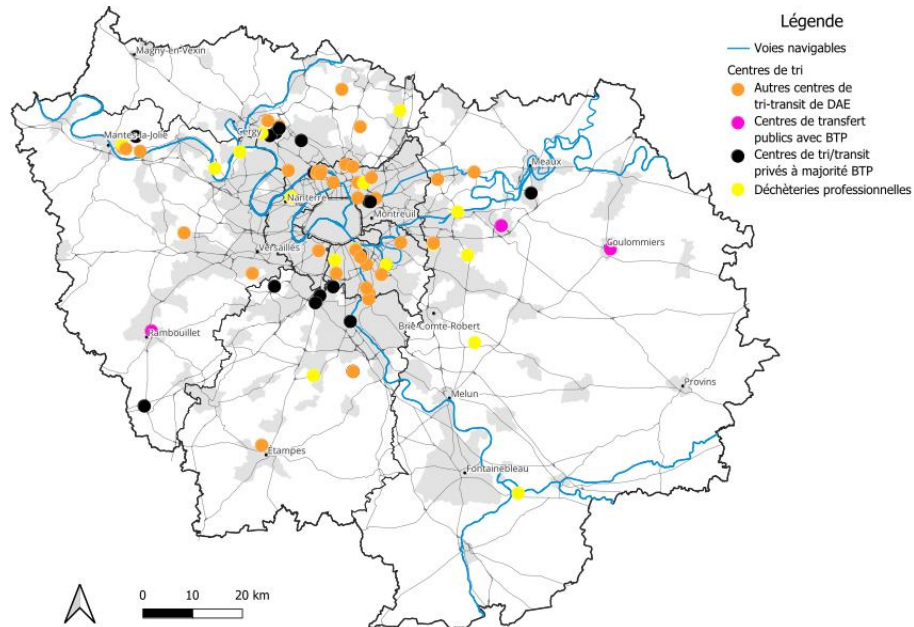 Légende
Voies navigables
Centres de tri
Autres centres de
tri-transit de DAE
Centres de transfert
publics avec BTP
Centres de tri/transit
privés à majorité BTP
Déchèteries professionnelles
Magny-en-Vexin
Mantes-la-Jolie
Cergy
Meaux
Nanterre
Montreuil
Versailles
Coulommiers
Rambouillet
Brie-Comte-Robert
Provins
Melun
Étampes
Fontainebleau
0 10 20 km